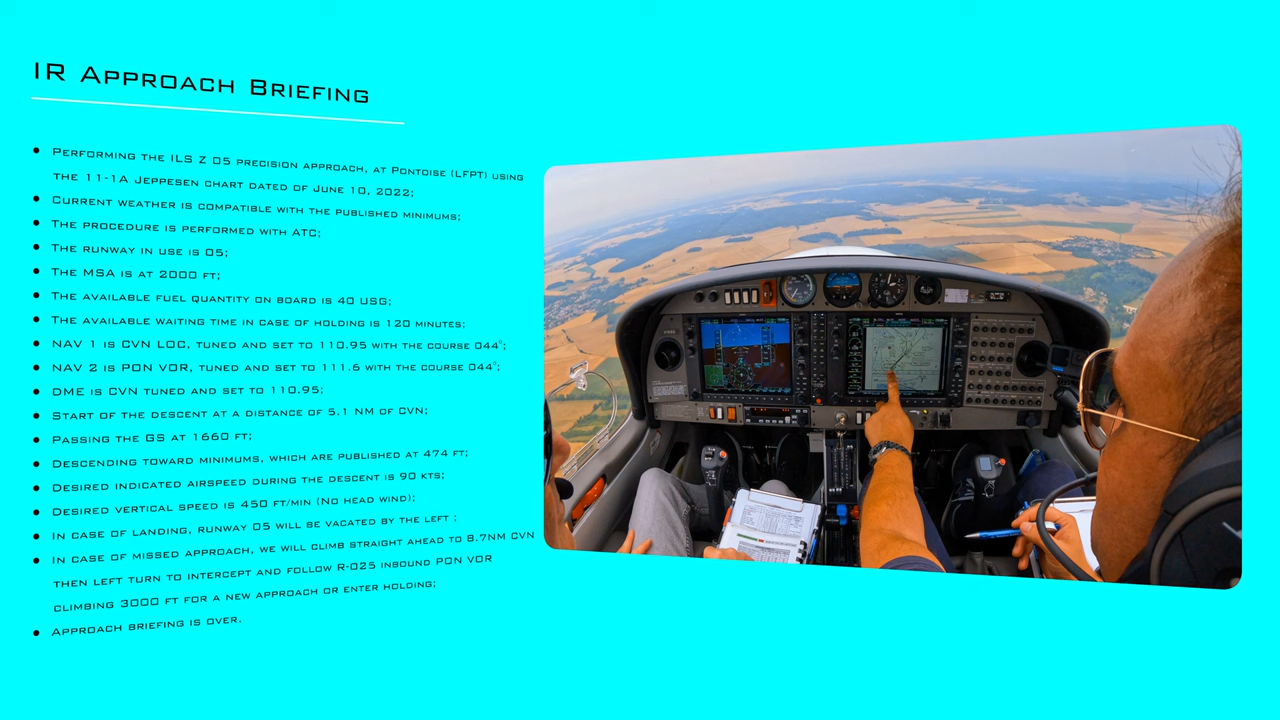 IR Approach Briefing
• Performing the ILS Z 05 precision approach, at Pontoise (LFPT) using
the 11-1A Jeppesen chart dated of June 10, 2022;
• Current weather is compatible with the published minimums;
• The procedure is performed with ATC;
• The runway in use is 05;
• The MSA is at 2000 ft;
• The available fuel quantity on board is 40 USG;
• The available waiting time in case of holding is 120 minutes;
• NAV 1 is CVN LOC, tuned and set to 110.95 with the course 044°;
• NAV 2 is PON VOR, tuned and set to 111.6 with the course 044°;
• DME is CVN tuned and set to 110.95;
• Start of the descent at a distance of 5.1 NM of CVN;
• Passing the GS at 1660 ft;
• Descending toward minimums, which are published at 474 ft;
• Desired indicated airspeed during the descent is 90 kts;
• Desired vertical speed is 450 ft/min (No head wind);
• In case of landing, runway 05 will be vacated by the left ;
• In case of missed approach, we will climb straight ahead to 8.7NM CVN
then left turn to intercept and follow R-025 inbound PON VOR
climbing 3000 ft for a new approach or enter holding;
• Approach briefing is over.